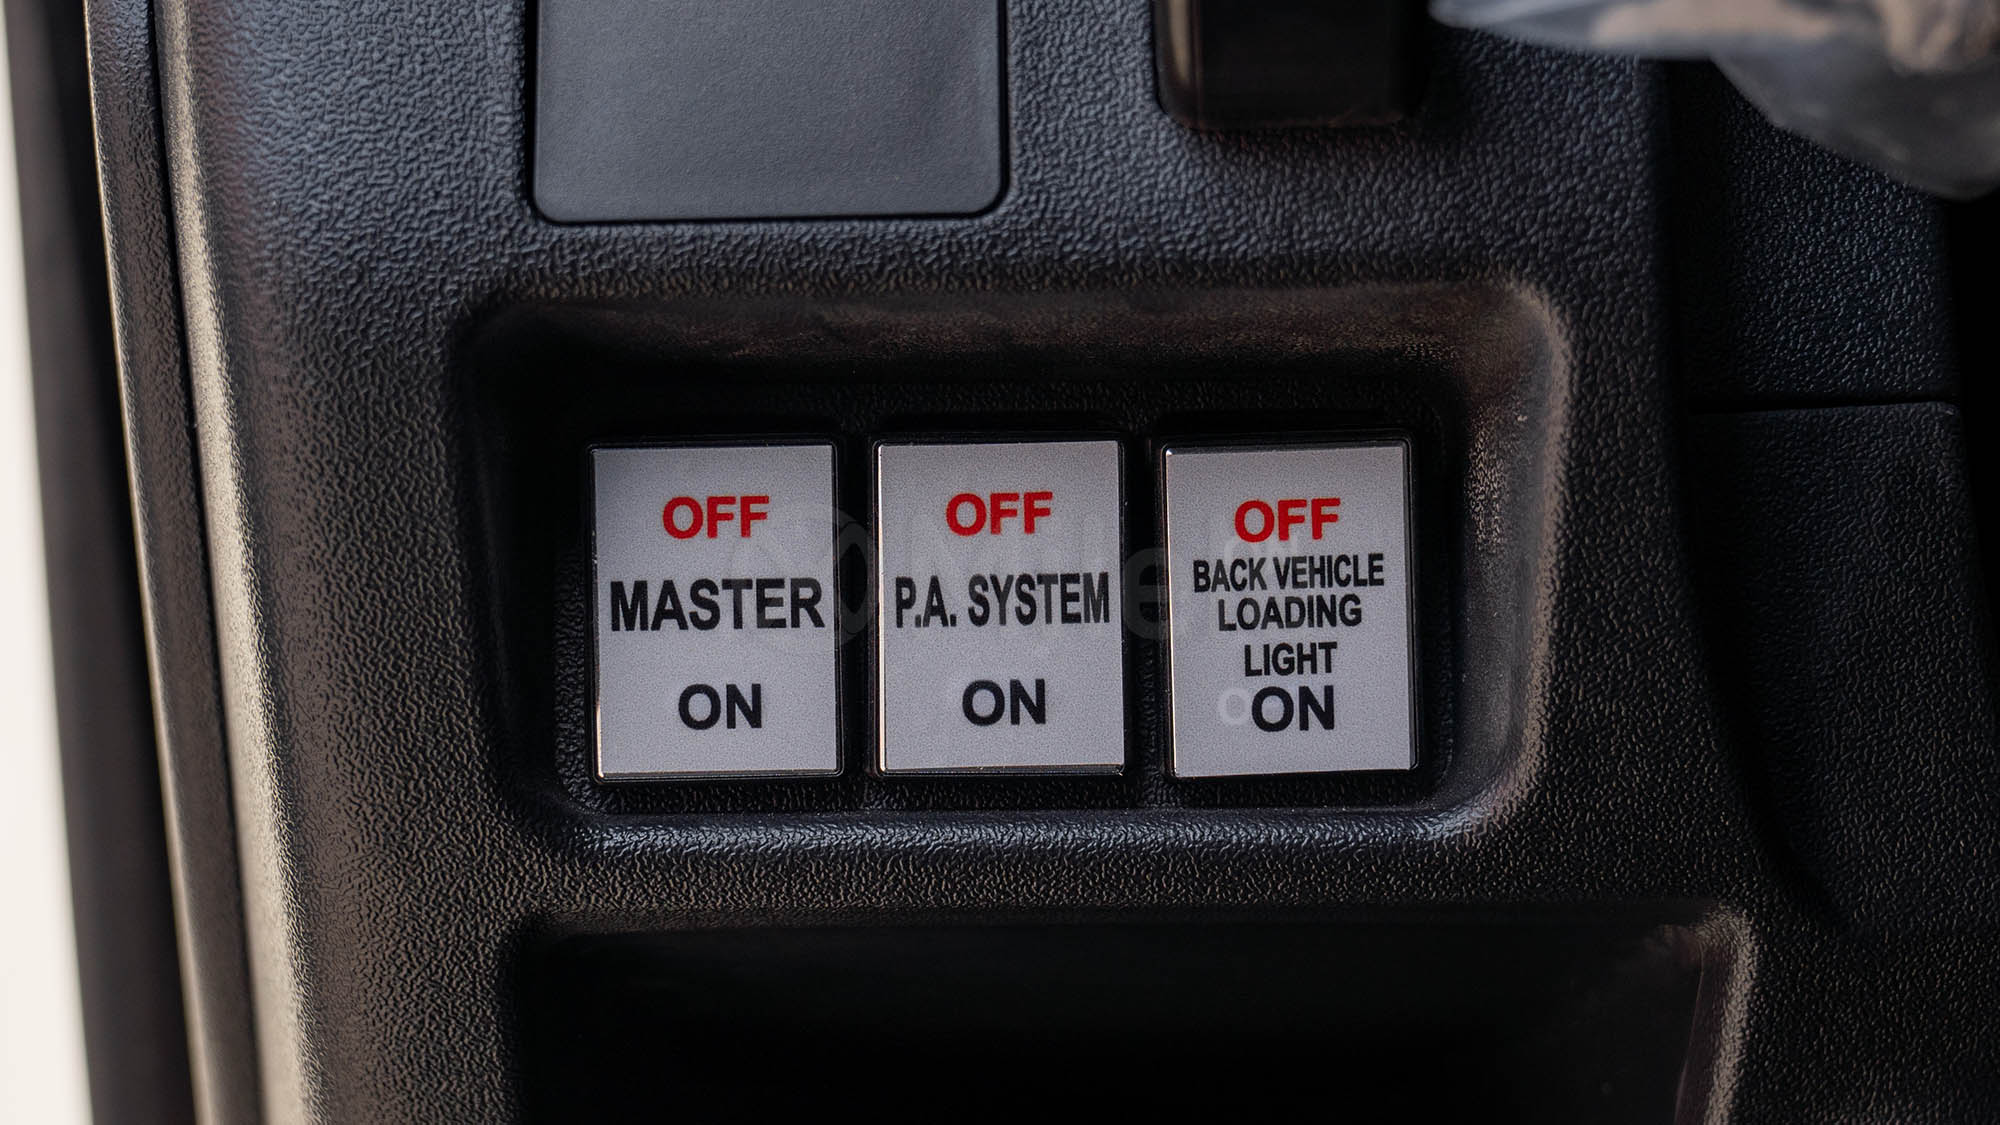 OFF
MASTER
ON
OFF
P.A. SYSTEM
ON
OFF
BACK VEHICLE
LOADING
LIGHT
ON